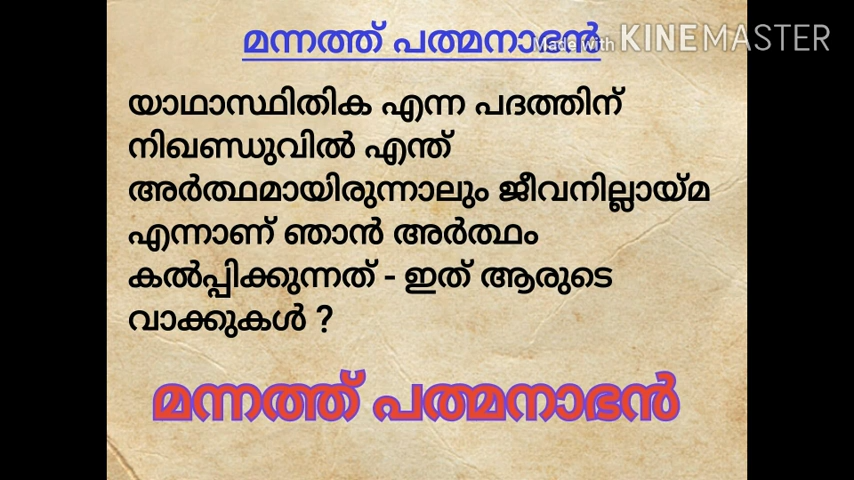 മന്നത്ത് പത്മനാഭൻ
Made with KINEMASTER
യാഥാസ്ഥിതിക എന്ന പദത്തിന്
നിഖണ്ഡുവിൽ എന്ത്
അർത്ഥമായിരുന്നാലും ജീവനില്ലായ്മ
എന്നാണ് ഞാൻ അർത്ഥം
കൽപ്പിക്കുന്നത് - ഇത് ആരുടെ
വാക്കുകൾ ?
മന്നത്ത് പത്മനാഭൻ